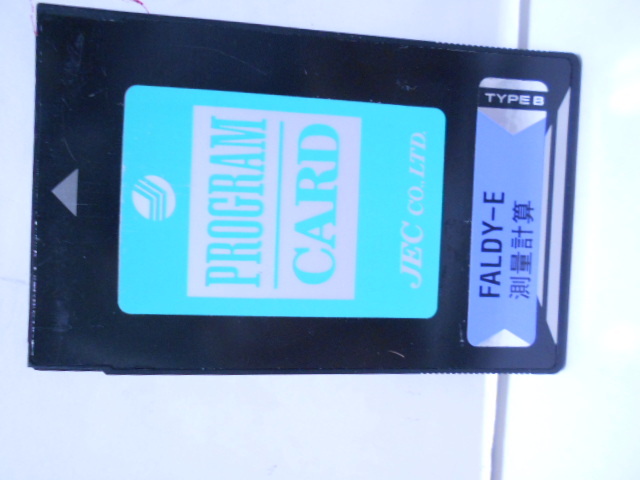 PROGRAM
CARD
JEC CO. LTD.
TYPE B
FALDY-E
測量計算